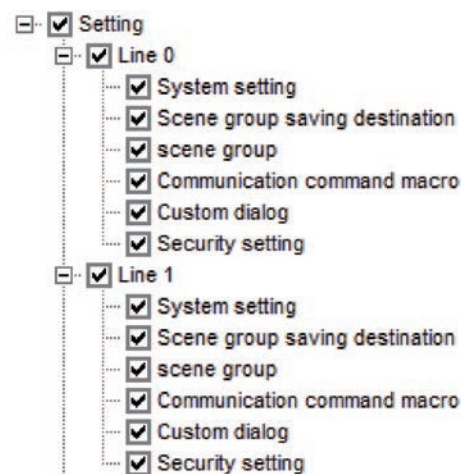 Setting
Line 0
System setting
Scene group saving destination
scene group
Communication command macro
Custom dialog
Security setting
Line 1
System setting
Scene group saving destination
scene group
Communication command macro
Custom dialog
Security setting